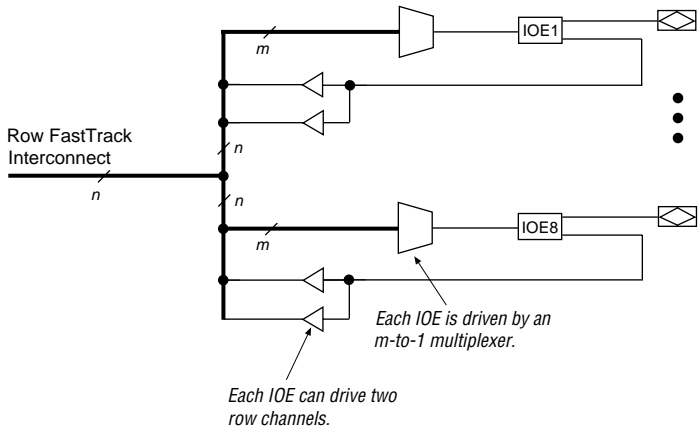 m
IOE1
Row FastTrack
Interconnect
n
n
n
m
IOE8
Each IOE is driven by an
m-to-1 multiplexer.
Each IOE can drive two
row channels.